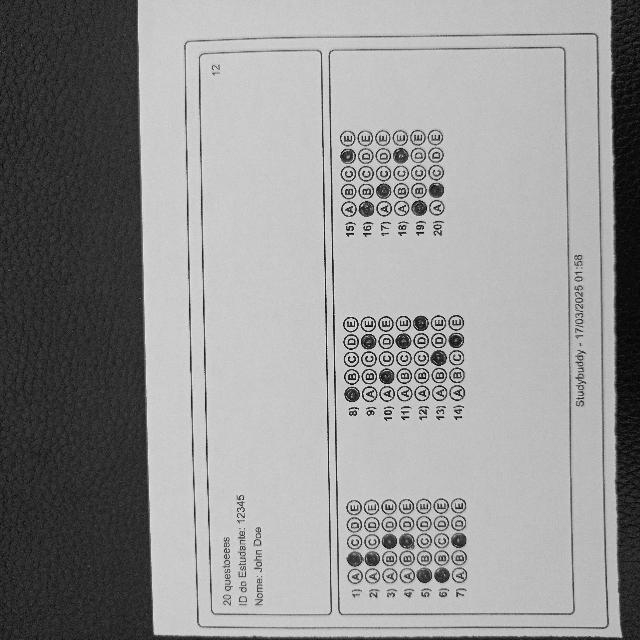 20 questoeees
12
ID do Estudante: 12345
Nome: John Doe
1) A C D E
2) A C D E
3) A B D E
4) A B D E
5) B C D E
6) B C D E
7) A B D E
8) B C D E
9) A B C E
10) A C D E
11) A B C E
12) A B C D
13) A B D E
14) A B C E
15) A B C E
16) B C D E
17) A C D E
18) A B C E
19) B C D E
20) A C D E
Studybuddy - 17/03/2025 01:58